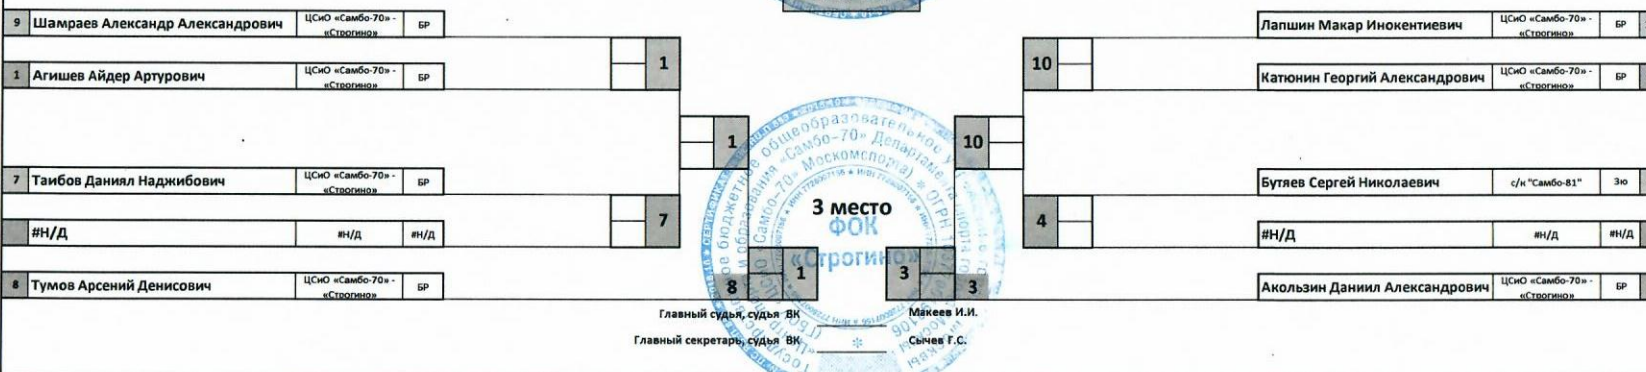 9 Шамраев Александр Александрович ЦСиО «Самбо-70» - «Строгино» БР
1 Агишев Айдер Артурович ЦСиО «Самбо-70» - «Строгино» БР
7 Таибов Даниял Наджибович ЦСиО «Самбо-70» - «Строгино» БР
#Н/Д #Н/Д #Н/Д
8 Тумов Арсений Денисович ЦСиО «Самбо-70» - «Строгино» БР
1
7
1
8
1
3 место
ФОК
«Строгино»
Главный судья, судья ВК Макеев И.И.
Главный секретарь, судья ВК Сычев Г.С.
3
3
10
10
4
Лапшин Макар Инокентиевич ЦСиО «Самбо-70» - «Строгино» БР
Катюнин Георгий Александрович ЦСиО «Самбо-70» - «Строгино» БР
Бутяев Сергей Николаевич с/к "Самбо-81" 3ю
#Н/Д #Н/Д #Н/Д
Акользин Даниил Александрович ЦСиО «Самбо-70» - «Строгино» БР